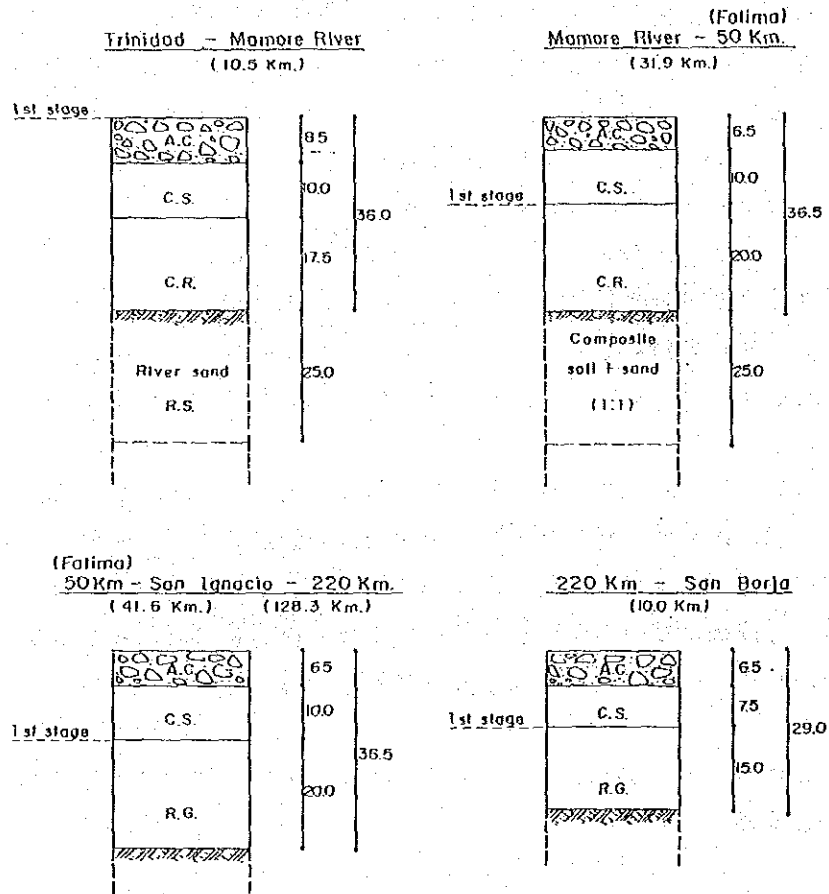 Trinidad - Mamore River
(10.5 Km.)
1st stage
A.C.
8.5
C.S.
10.0
36.0
17.5
C.R.
River sand
R.S.
25.0
(Fatima)
Mamore River - 50 Km.
(31.9 Km.)
A.C.
6.5
C.S.
10.0
1st stage
36.5
20.0
C.R.
Composite
soil + sand
(1:1)
25.0
(Fatima)
50Km - San Ignacio - 220 Km.
(41.6 Km.) (128.3 Km.)
A.C.
6.5
C.S.
10.0
1st stage
36.5
20.0
R.G.
220 Km - San Borja
(10.0 Km)
A.C.
6.5
C.S.
7.5
1st stage
29.0
15.0
R.G.